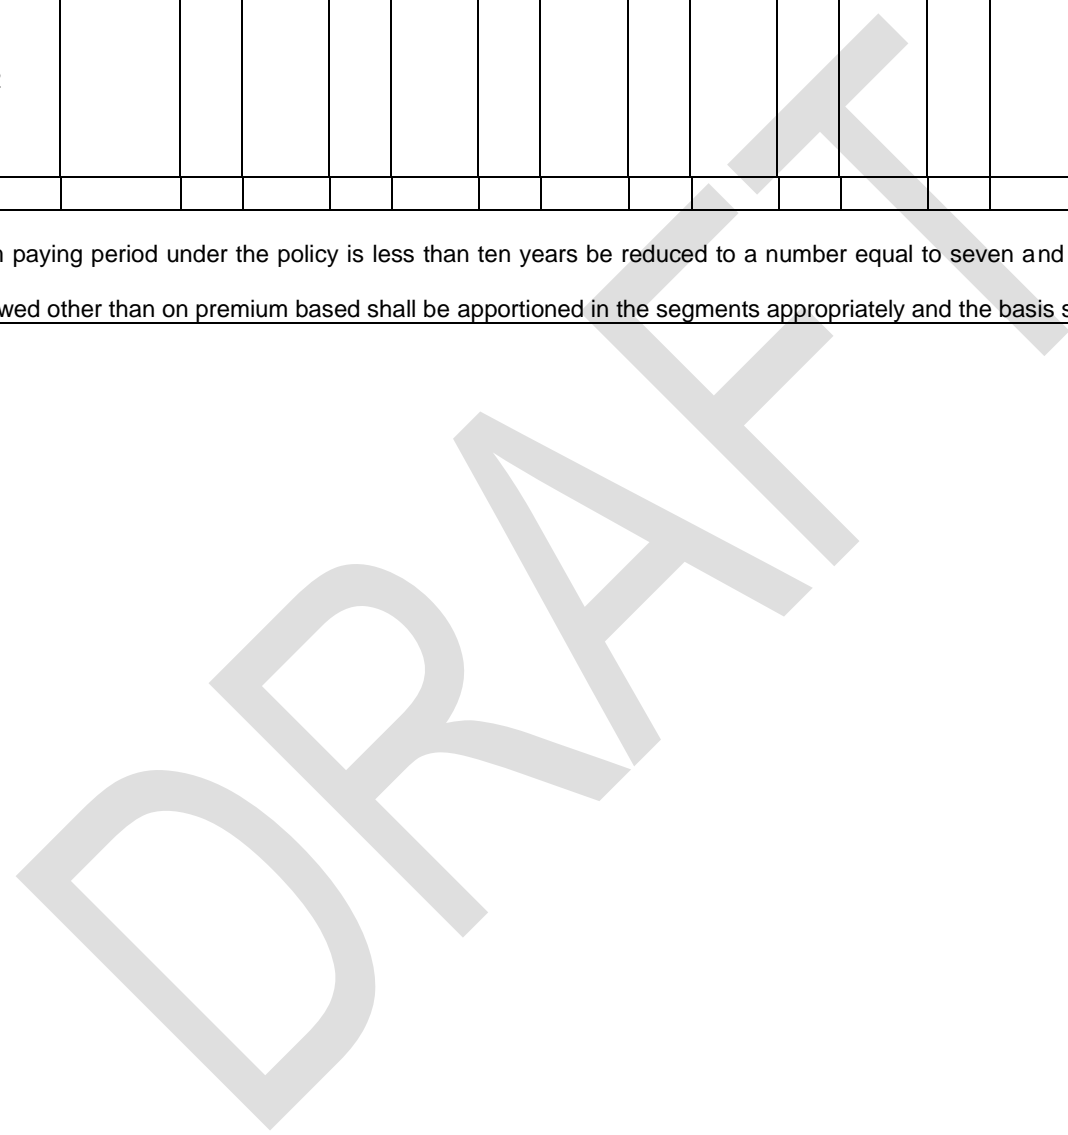 paying period under the policy is less than ten years be reduced to a number equal to seven and
other than on premium based shall be apportioned in the segments appropriately and the basis
DRAFT